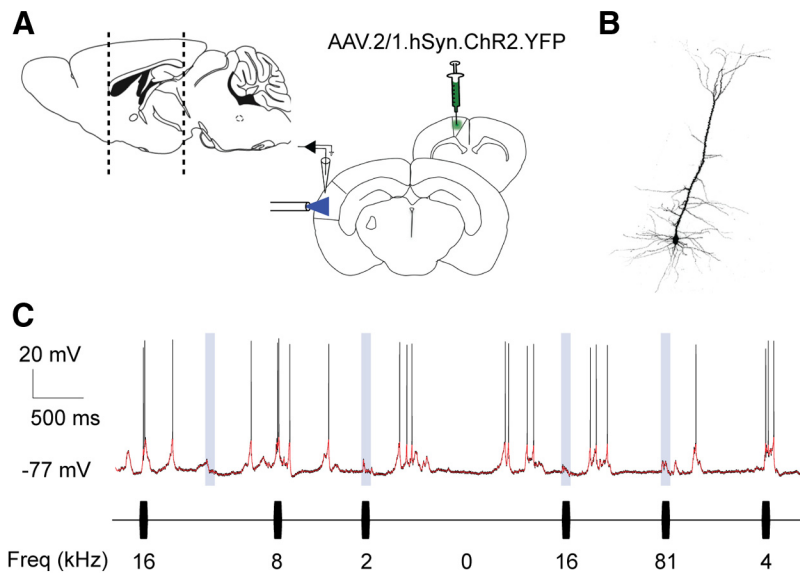 A
AAV.2/1.hSyn.ChR2.YFP
B
C
20 mV
500 ms
-77 mV
Freq (kHz) 16 8 2 0 16 81 4